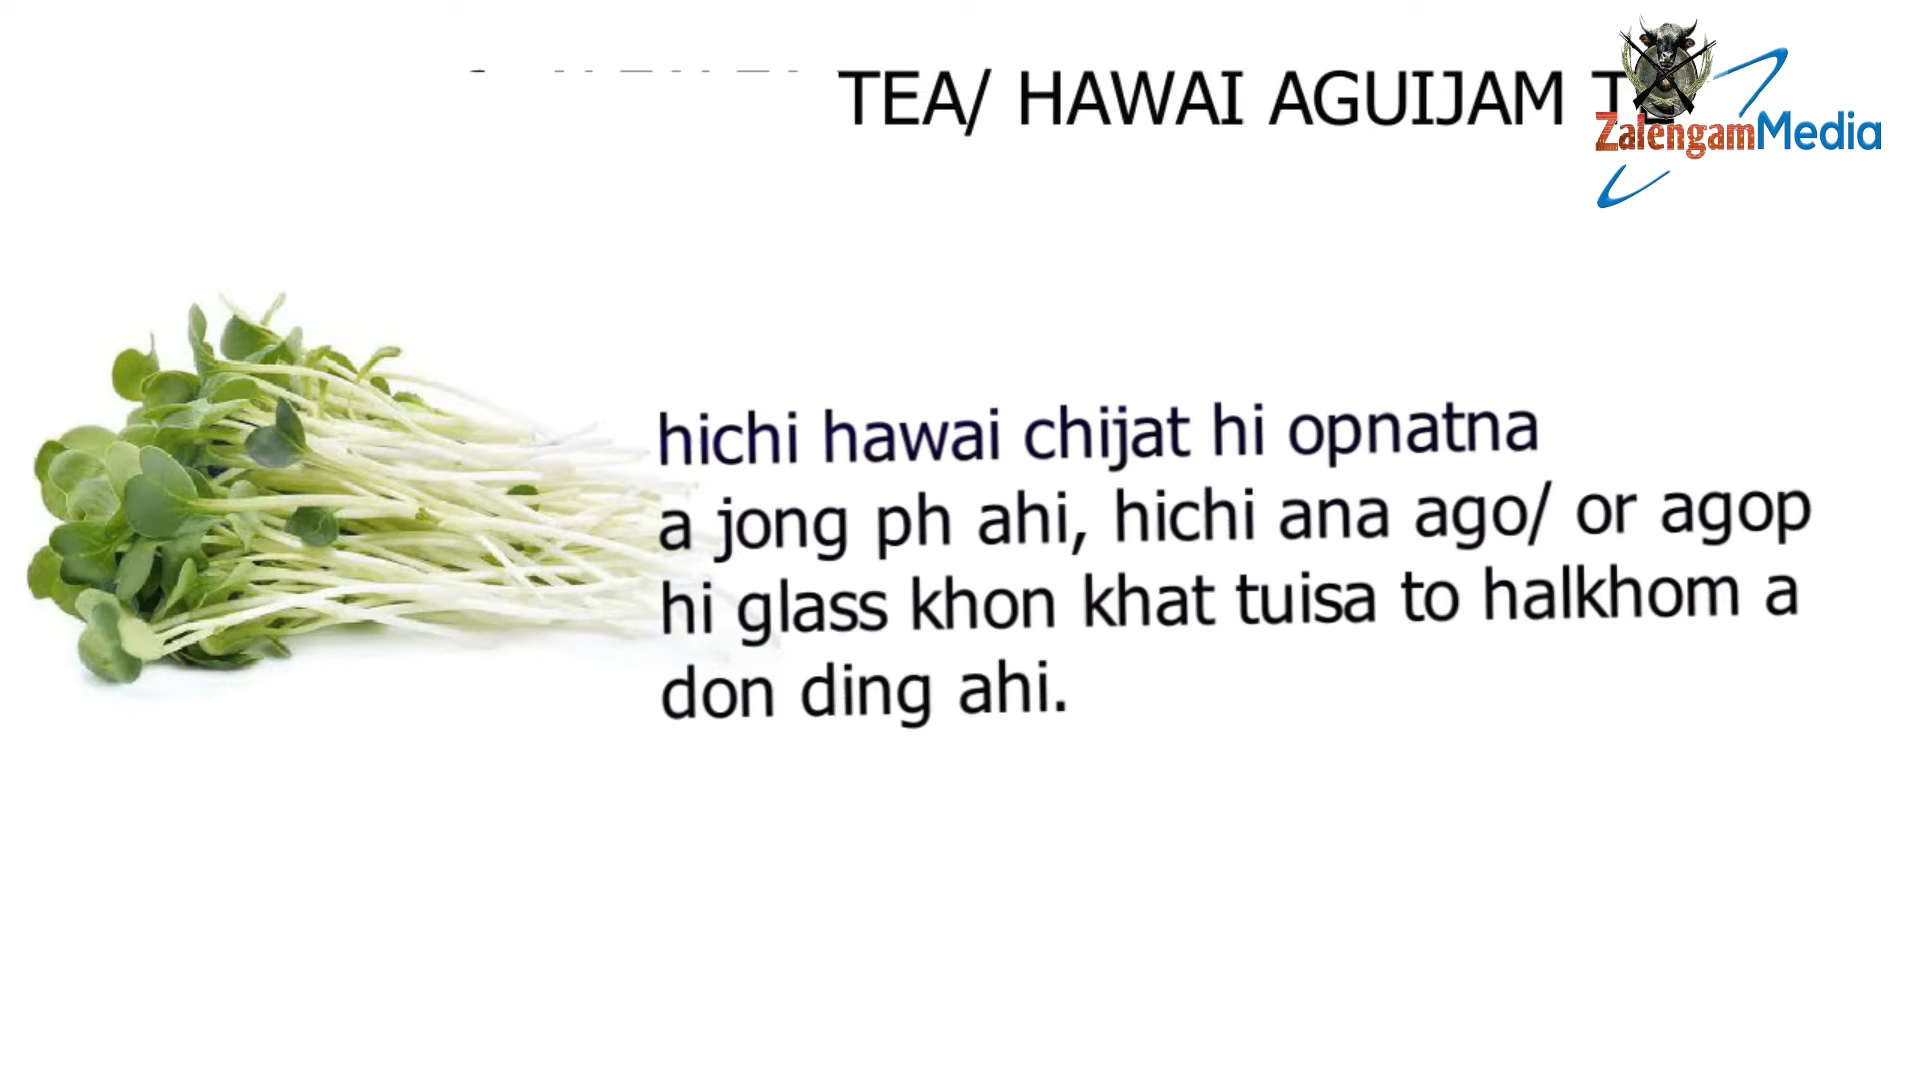 TEA/ HAWAI AGUIJAM
ZalengamMedia
hichi hawai chijat hi opnatna
a jong ph ahi, hichi ana ago/ or agop
hi glass khon khat tuisa to halkhom a
don ding ahi.